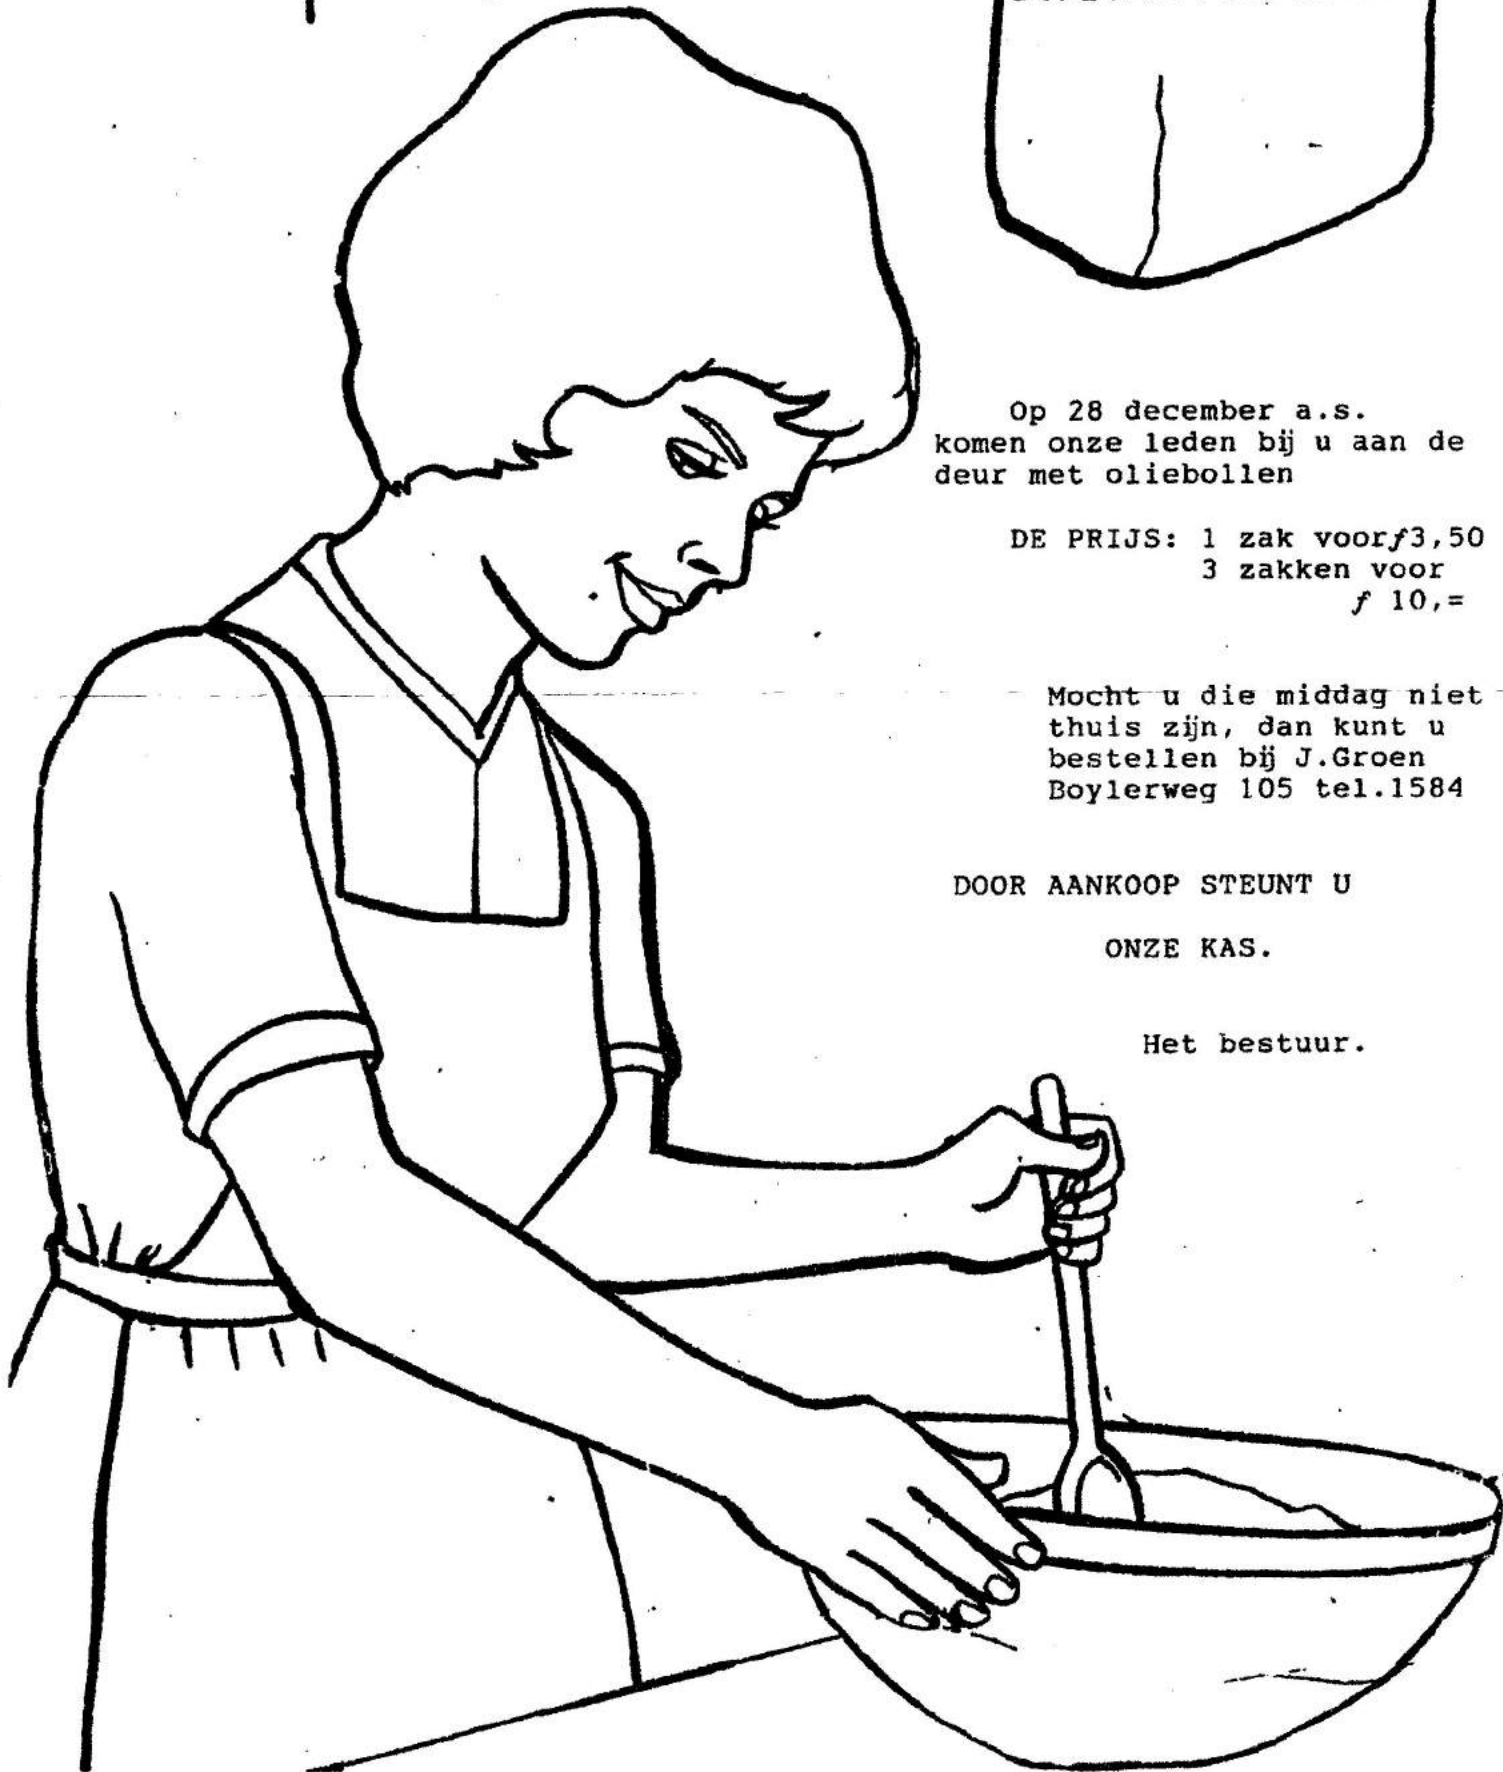 Op 28 december a.s.
komen onze leden bij u aan de
deur met oliebollen
DE PRIJS: 1 zak voorƒ3,50
3 zakken voor
ƒ 10,=
Mocht u die middag niet
thuis zijn, dan kunt u
bestellen bij J.Groen
Boylerweg 105 tel.1584
DOOR AANKOOP STEUNT U
ONZE KAS.
Het bestuur.